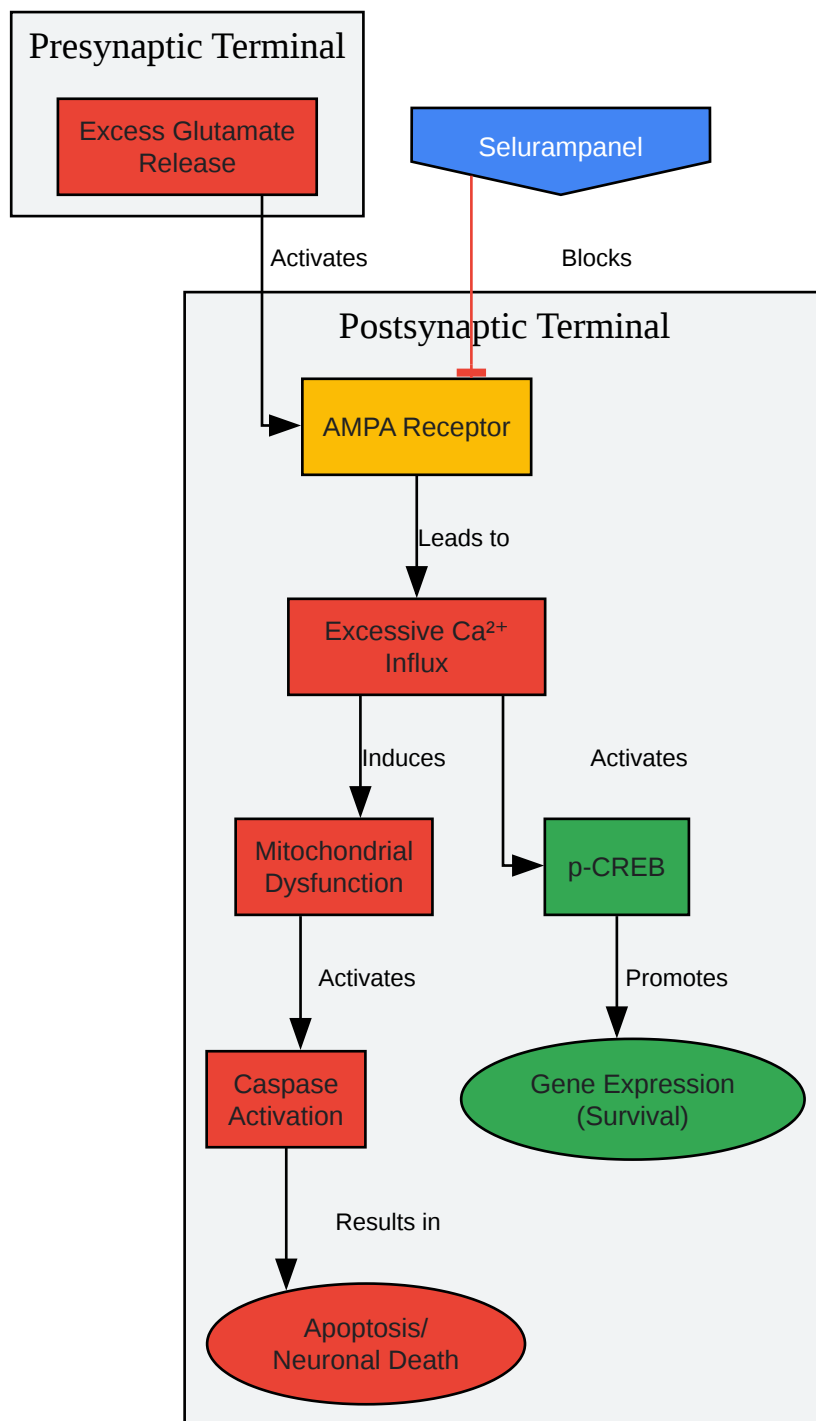 Presynaptic Terminal
Excess Glutamate
Release
Selurampanel
Activates
Blocks
Postsynaptic Terminal
AMPA Receptor
Leads to
Excessive Ca²⁺
Influx
Induces
Activates
Mitochondrial
Dysfunction
p-CREB
Activates
Promotes
Caspase
Activation
Gene Expression
(Survival)
Results in
Apoptosis/
Neuronal Death